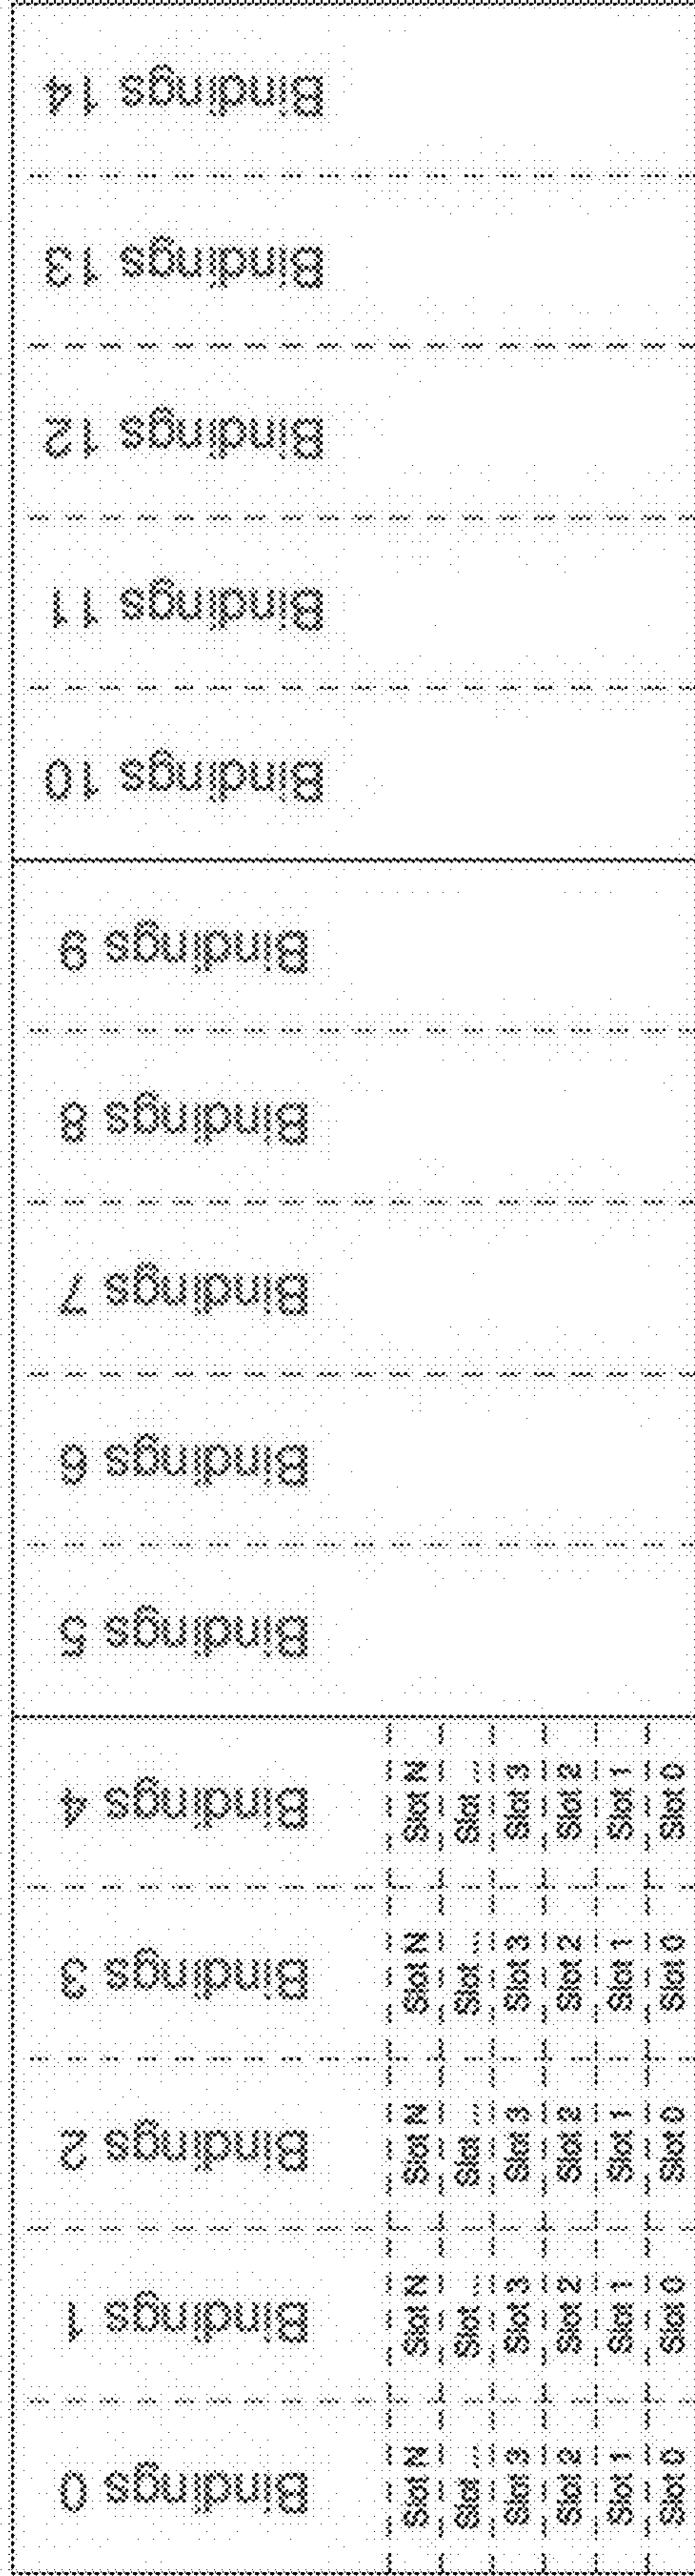 Bindings 0
Slot 0
Slot 1
Slot 2
Slot 3
Slot ...
Slot N
Bindings 1
Slot 0
Slot 1
Slot 2
Slot 3
Slot ...
Slot N
Bindings 2
Slot 0
Slot 1
Slot 2
Slot 3
Slot ...
Slot N
Bindings 3
Slot 0
Slot 1
Slot 2
Slot 3
Slot ...
Slot N
Bindings 4
Slot 0
Slot 1
Slot 2
Slot 3
Slot ...
Slot N
Bindings 5
Bindings 6
Bindings 7
Bindings 8
Bindings 9
Bindings 10
Bindings 11
Bindings 12
Bindings 13
Bindings 14